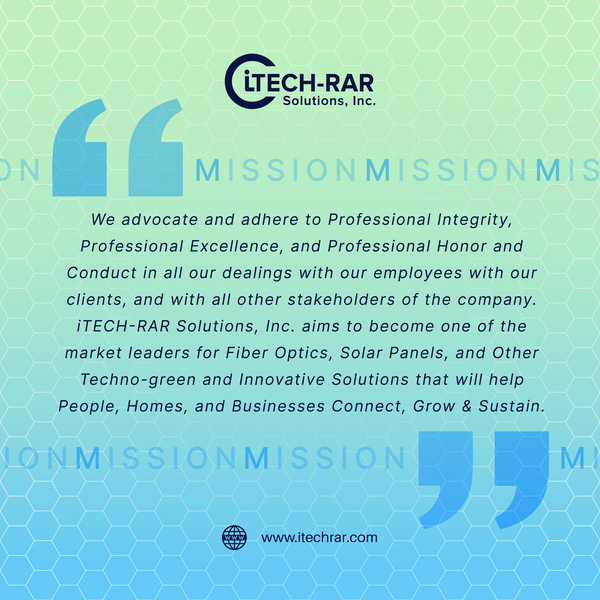 iTECH-RAR
Solutions, Inc.
ON MISSIONMISSIONMIS
We advocate and adhere to Professional Integrity,
Professional Excellence, and Professional Honor and
Conduct in all our dealings with our employees with our
clients, and with all other stakeholders of the company.
iTECH-RAR Solutions, Inc. aims to become one of the
market leaders for Fiber Optics, Solar Panels, and Other
Techno-green and Innovative Solutions that will help
People, Homes, and Businesses Connect, Grow & Sustain.
IONMISSIONMISSION MI
www.itechrar.com